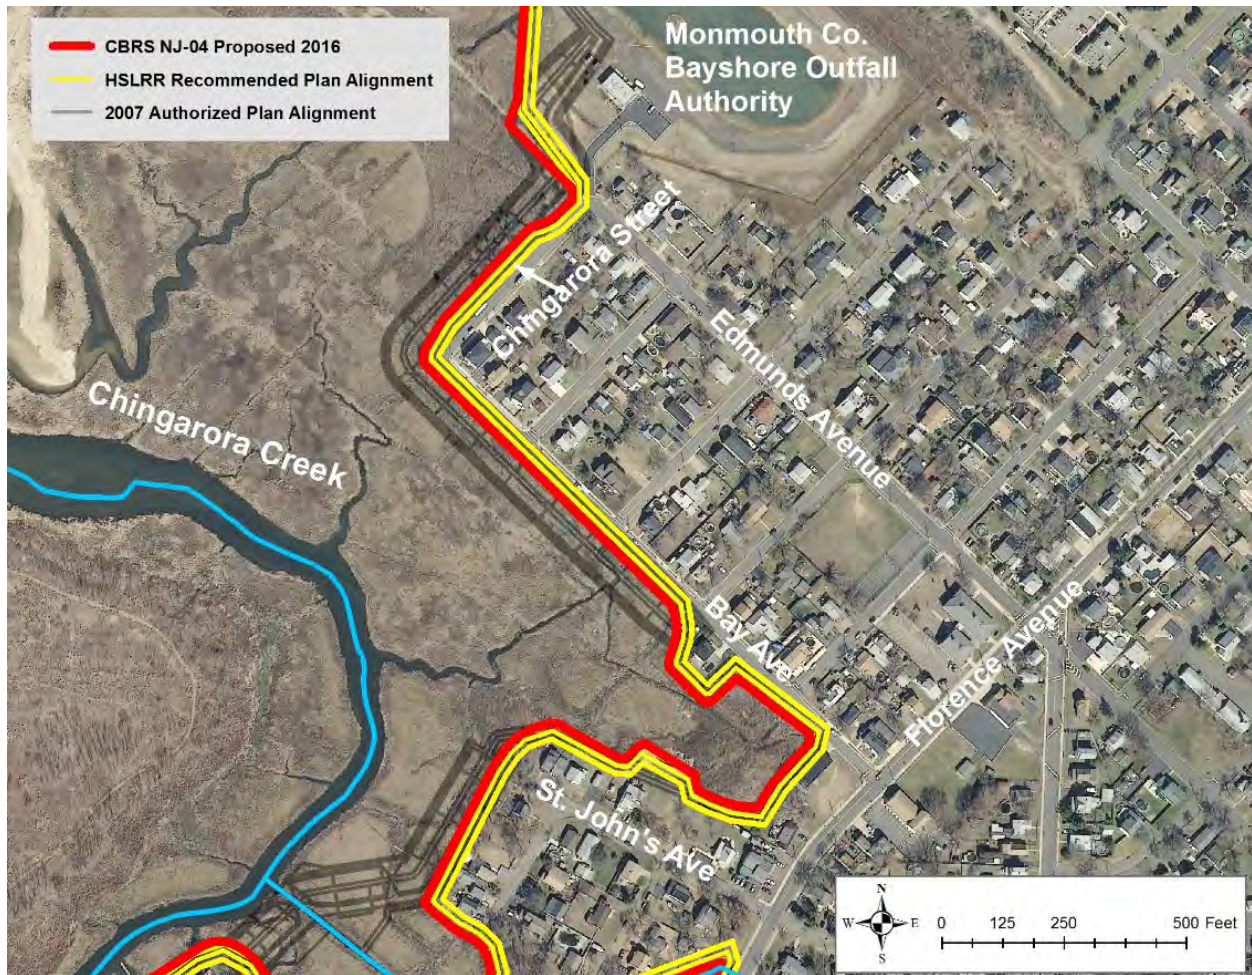 CBRS NJ-04 Proposed 2016
HSLRR Recommended Plan Alignment
2007 Authorized Plan Alignment
Monmouth Co.
Bayshore Outfall
Authority
Chingarora Street
Edmunds Avenue
Chingarora Creek
Bay Ave
Florence Avenue
St. John's Ave
N
W
E
S
0 125 250 500 Feet